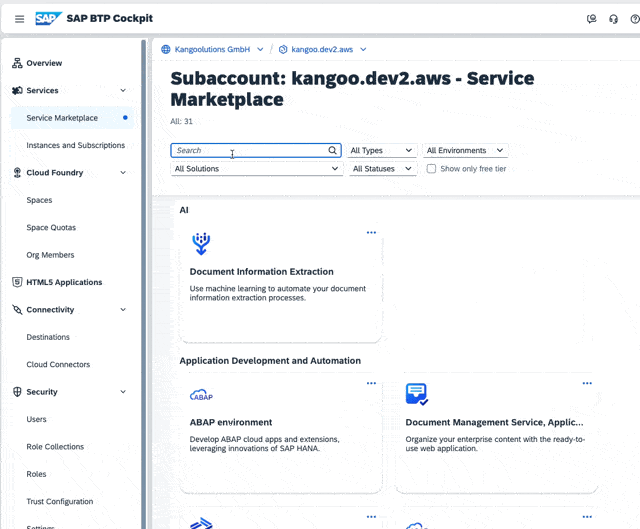 SAP
SAP BTP Cockpit
Overview
Services
Service Marketplace
Instances and Subscriptions
Cloud Foundry
Spaces
Space Quotas
Org Members
HTML5 Applications
Connectivity
Destinations
Cloud Connectors
Security
Users
Role Collections
Roles
Trust Configuration
Settings
Kangoolutions GmbH / kangoo.dev2.aws
Subaccount: kangoo.dev2.aws - Service
Marketplace
All: 31
Search
All Types
All Environments
All Solutions
All Statuses
Show only free tier
AI
Document Information Extraction
Use machine learning to automate your document
information extraction processes.
Application Development and Automation
ABAP
ABAP environment
Develop ABAP cloud apps and extensions,
leveraging innovations of SAP HANA.
Document Management Service, Applic...
Organize your enterprise content with the ready-to-
use web application.